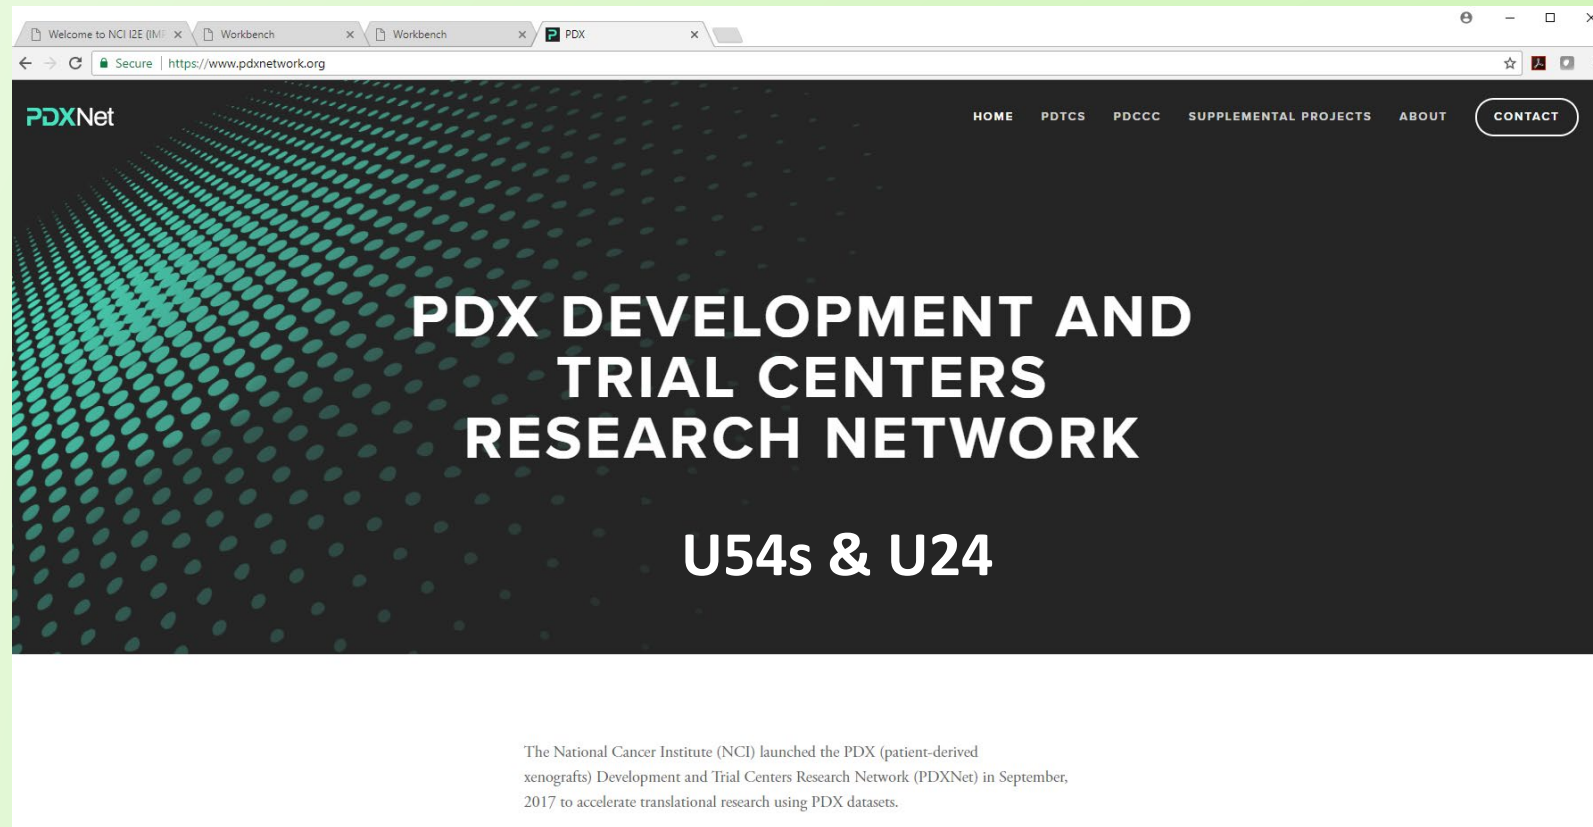 Welcome to NCI I2E (IM
Workbench
Workbench
PDX
Secure | https://www.pdxnetwork.org
PDXNet
HOME PDTCS PDCCC SUPPLEMENTAL PROJECTS ABOUT CONTACT
PDX DEVELOPMENT AND
TRIAL CENTERS
RESEARCH NETWORK
U54s & U24
The National Cancer Institute (NCI) launched the PDX (patient-derived
xenografts) Development and Trial Centers Research Network (PDXNet) in September,
2017 to accelerate translational research using PDX datasets.